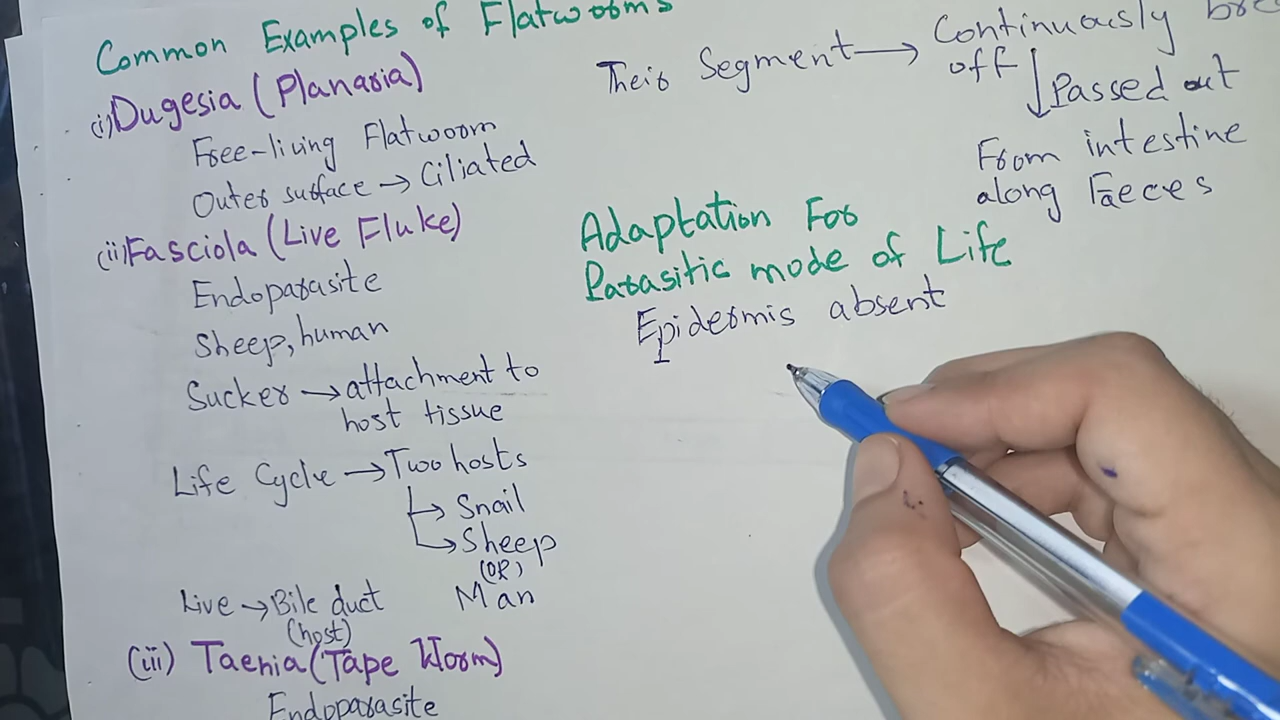 Common Examples of Flatworms
(i) Dugesia (Planaria)
Free-living Flatworm
Outer surface → Ciliated
(ii) Fasciola (Live Fluke)
Endoparasite
Sheep, human
Sucker → attachment to
host tissue
Life Cycle → Two hosts
→ Snail
→ Sheep
(OR)
Man
Live → Bile duct
(host)
(iii) Taenia (Tape Worm)
Endoparasite
Their Segment → Continuously
off ↓ Passed out
From intestine
along Faeces
Adaptation For
Parasitic mode of Life
Epidermis absent